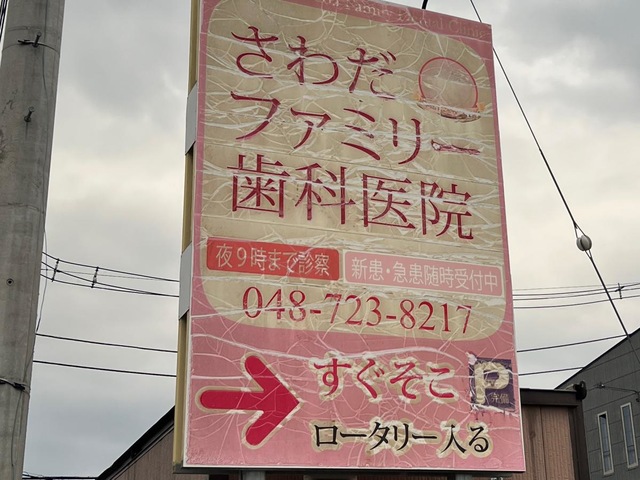 さわだ
ファミリー
歯科医院
夜9時まで診察
新患・急患随時受付中
048-723-8217
すぐそこ
P
完備
ロータリー入る